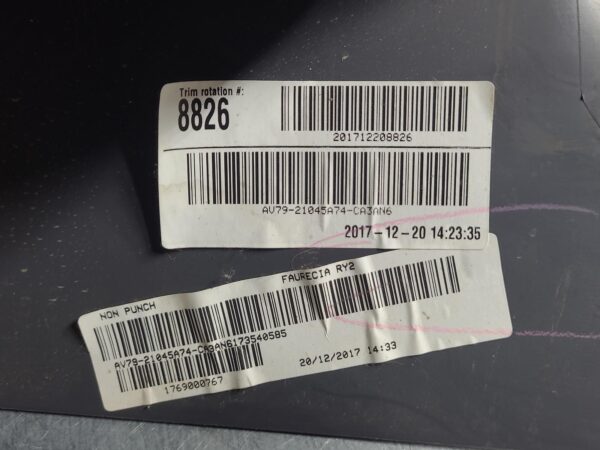 Trim rotation #:
8826
201712208826
AV79-21045A74-CA3AN6
2017-12-20 14:23:35
NON PUNCH
FAURECIA RY2
AV79-21045A74-CA3AN6173540585
1769000767
20/12/2017 14:33